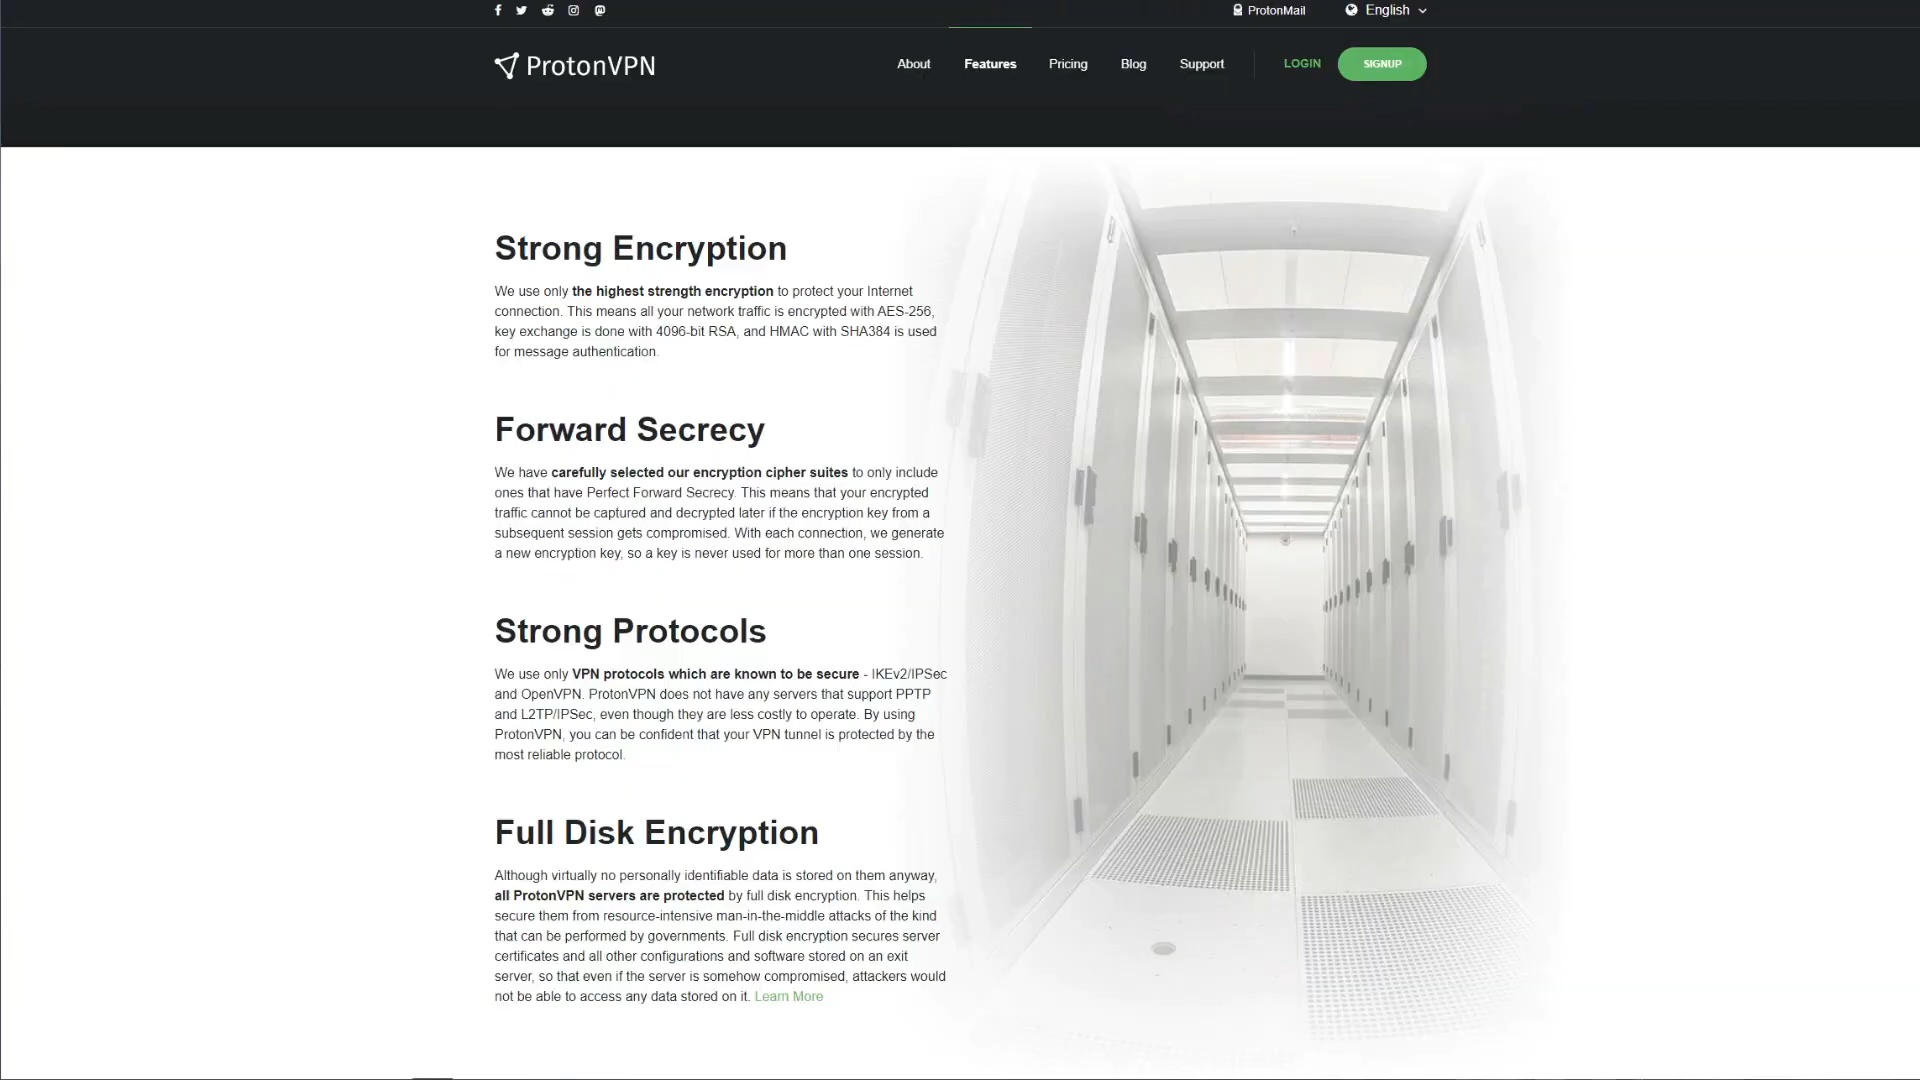 ProtonMail
English
ProtonVPN
About
Features
Pricing
Blog
Support
LOGIN
SIGNUP
Strong Encryption
We use only the highest strength encryption to protect your Internet
connection. This means all your network traffic is encrypted with AES-256,
key exchange is done with 4096-bit RSA, and HMAC with SHA384 is used
for message authentication.
Forward Secrecy
We have carefully selected our encryption cipher suites to only include
ones that have Perfect Forward Secrecy. This means that your encrypted
traffic cannot be captured and decrypted later if the encryption key from a
subsequent session gets compromised. With each connection, we generate
a new encryption key, so a key is never used for more than one session.
Strong Protocols
We use only VPN protocols which are known to be secure - IKEv2/IPSec
and OpenVPN. ProtonVPN does not have any servers that support PPTP
and L2TP/IPSec, even though they are less costly to operate. By using
ProtonVPN, you can be confident that your VPN tunnel is protected by the
most reliable protocol.
Full Disk Encryption
Although virtually no personally identifiable data is stored on them anyway,
all ProtonVPN servers are protected by full disk encryption. This helps
secure them from resource-intensive man-in-the-middle attacks of the kind
that can be performed by governments. Full disk encryption secures server
certificates and all other configurations and software stored on an exit
server, so that even if the server is somehow compromised, attackers would
not be able to access any data stored on it. Learn More